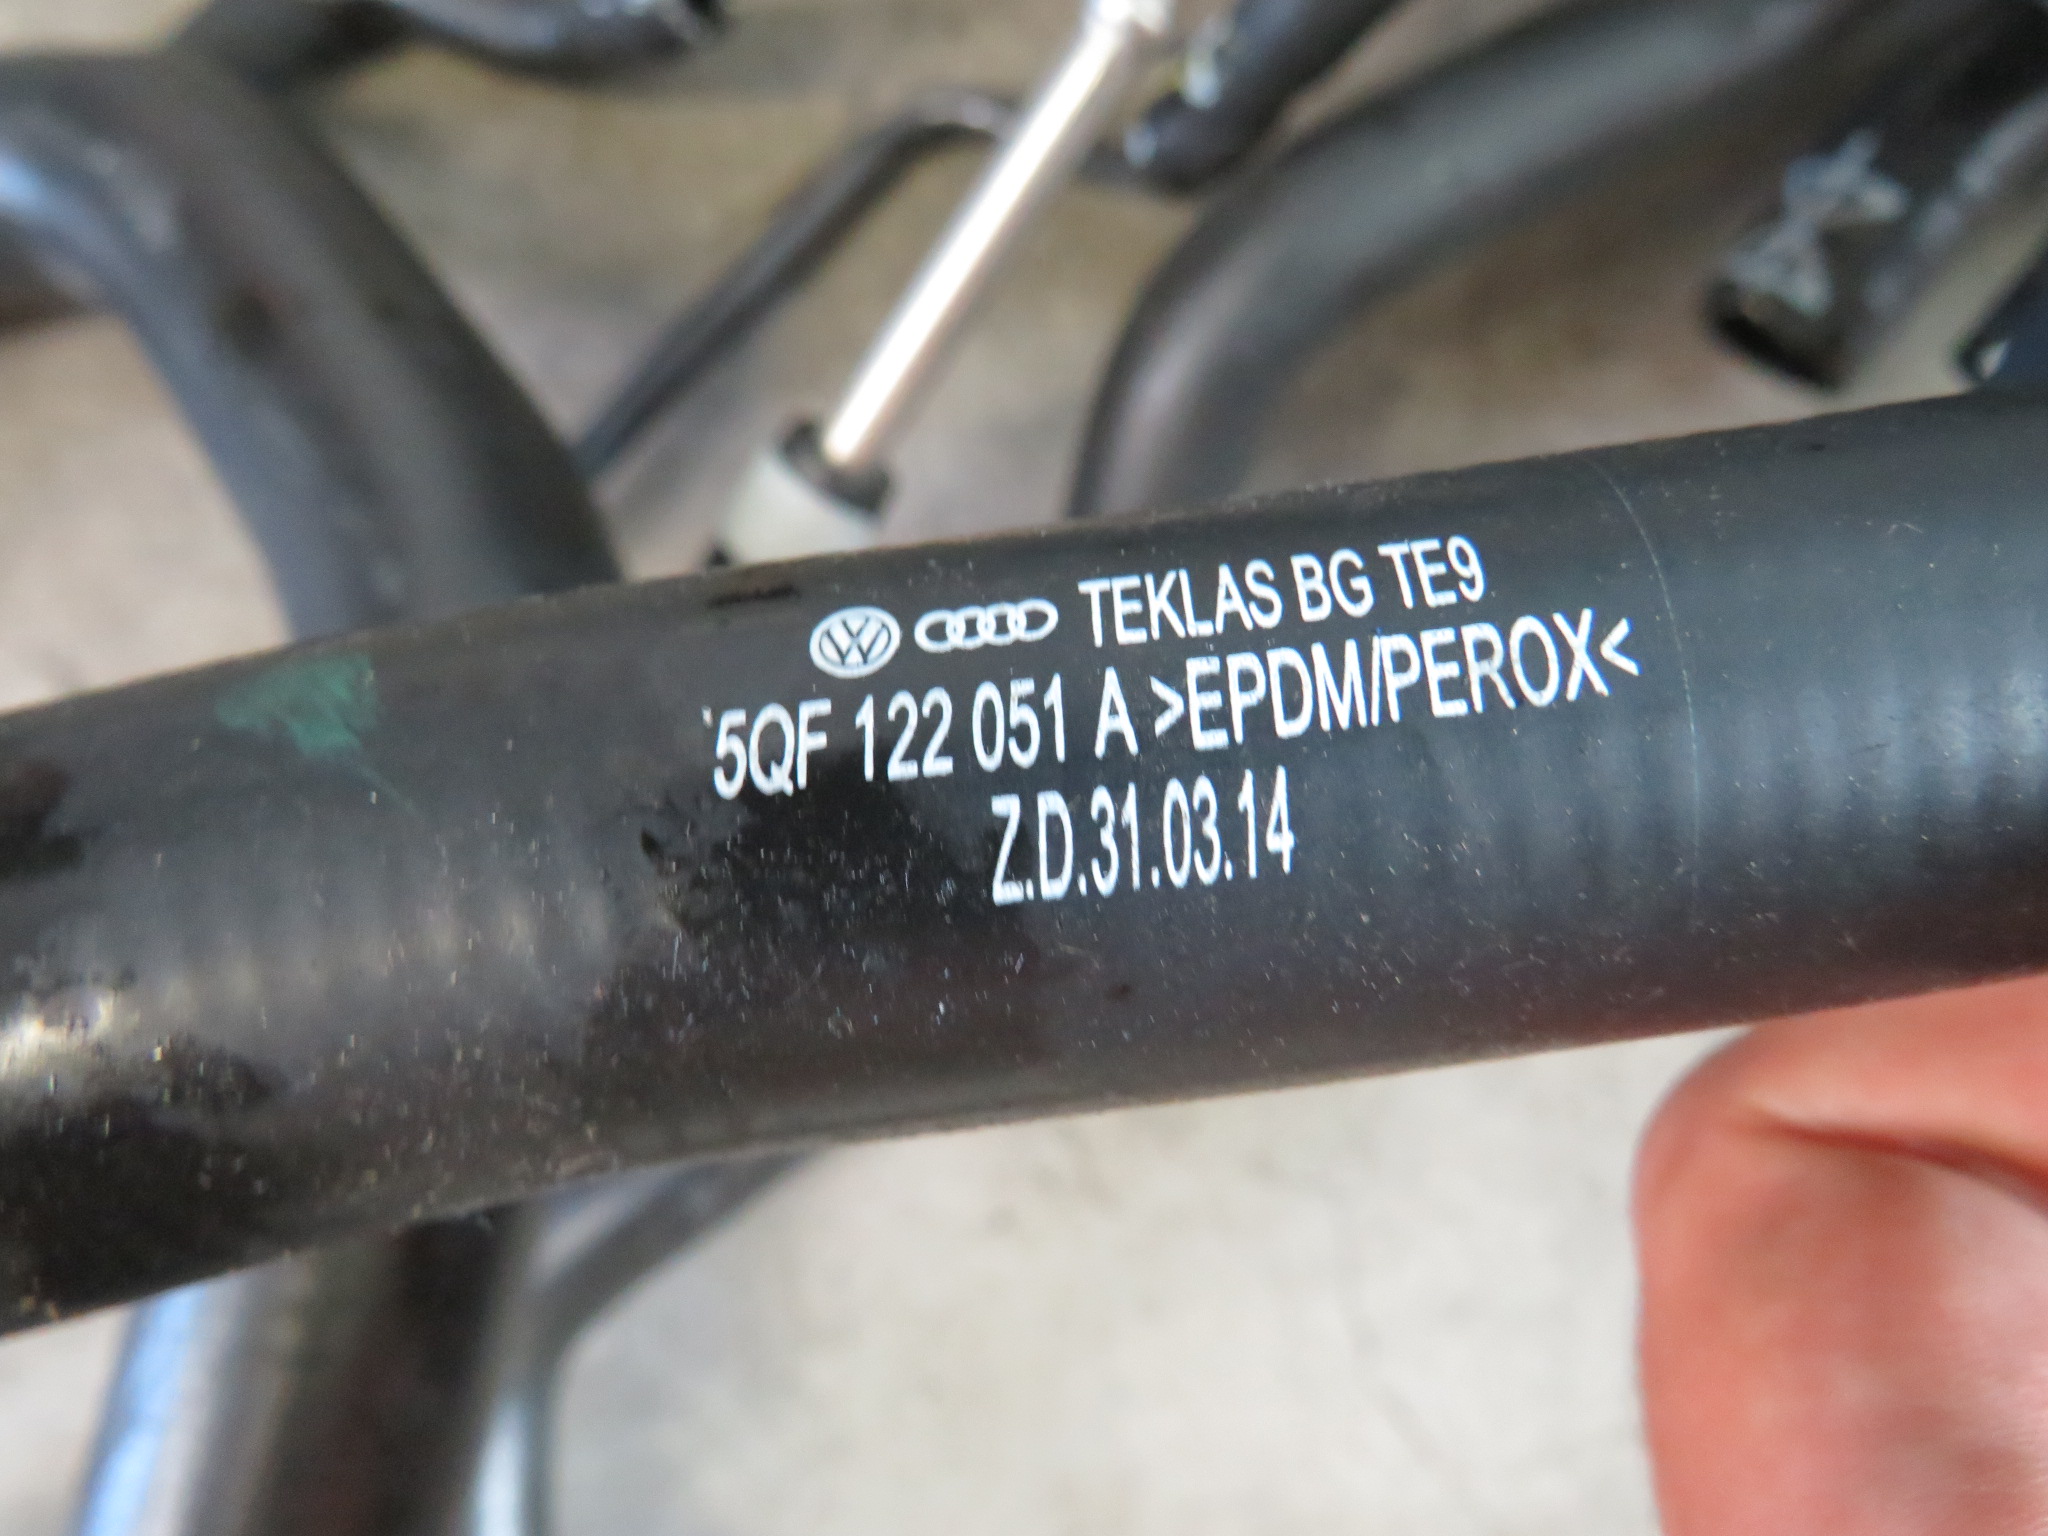 TEKLAS BG TE9
5QF 122 051 A >EPDM/PEROX<
Z.D.31.03.14